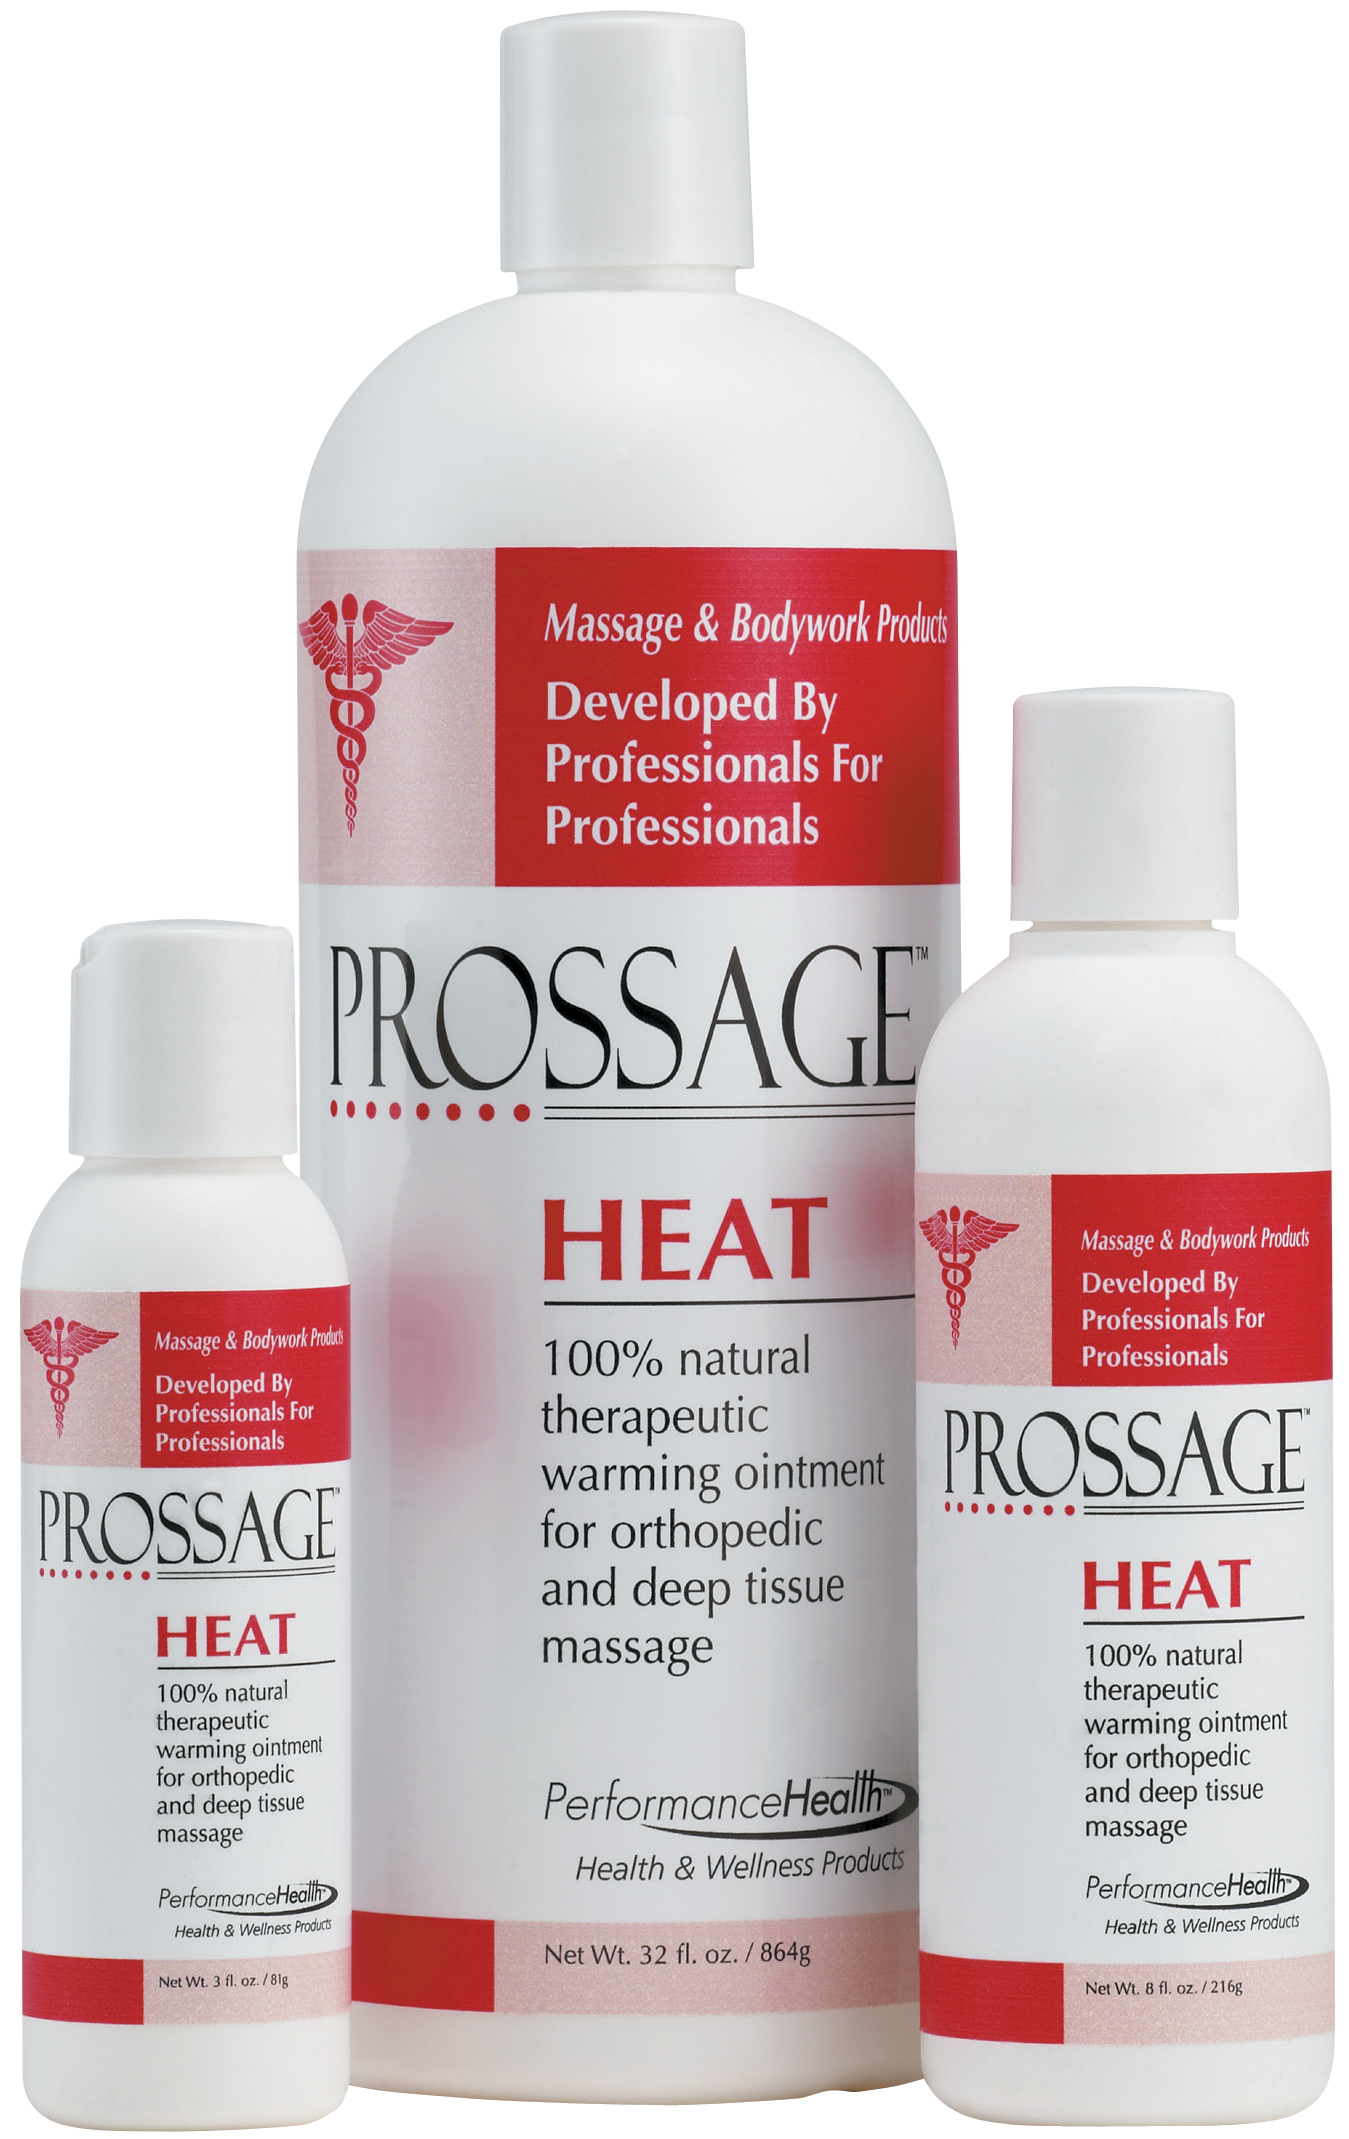 Massage & Bodywork Products
Developed By
Professionals For
Professionals
PROSSAGE™
HEAT
100% natural
therapeutic
warming ointment
for orthopedic
and deep tissue
massage
PerformanceHealth™
Health & Wellness Products
Net Wt. 32 fl. oz. / 864g
Massage & Bodywork Products
Developed By
Professionals For
Professionals
PROSSAGE™
HEAT
100% natural
therapeutic
warming ointment
for orthopedic
and deep tissue
massage
PerformanceHealth™
Health & Wellness Products
Net Wt. 3 fl. oz. / 81g
Massage & Bodywork Products
Developed By
Professionals For
Professionals
PROSSAGE™
HEAT
100% natural
therapeutic
warming ointment
for orthopedic
and deep tissue
massage
PerformanceHealth™
Health & Wellness Products
Net Wt. 8 fl. oz. / 216g